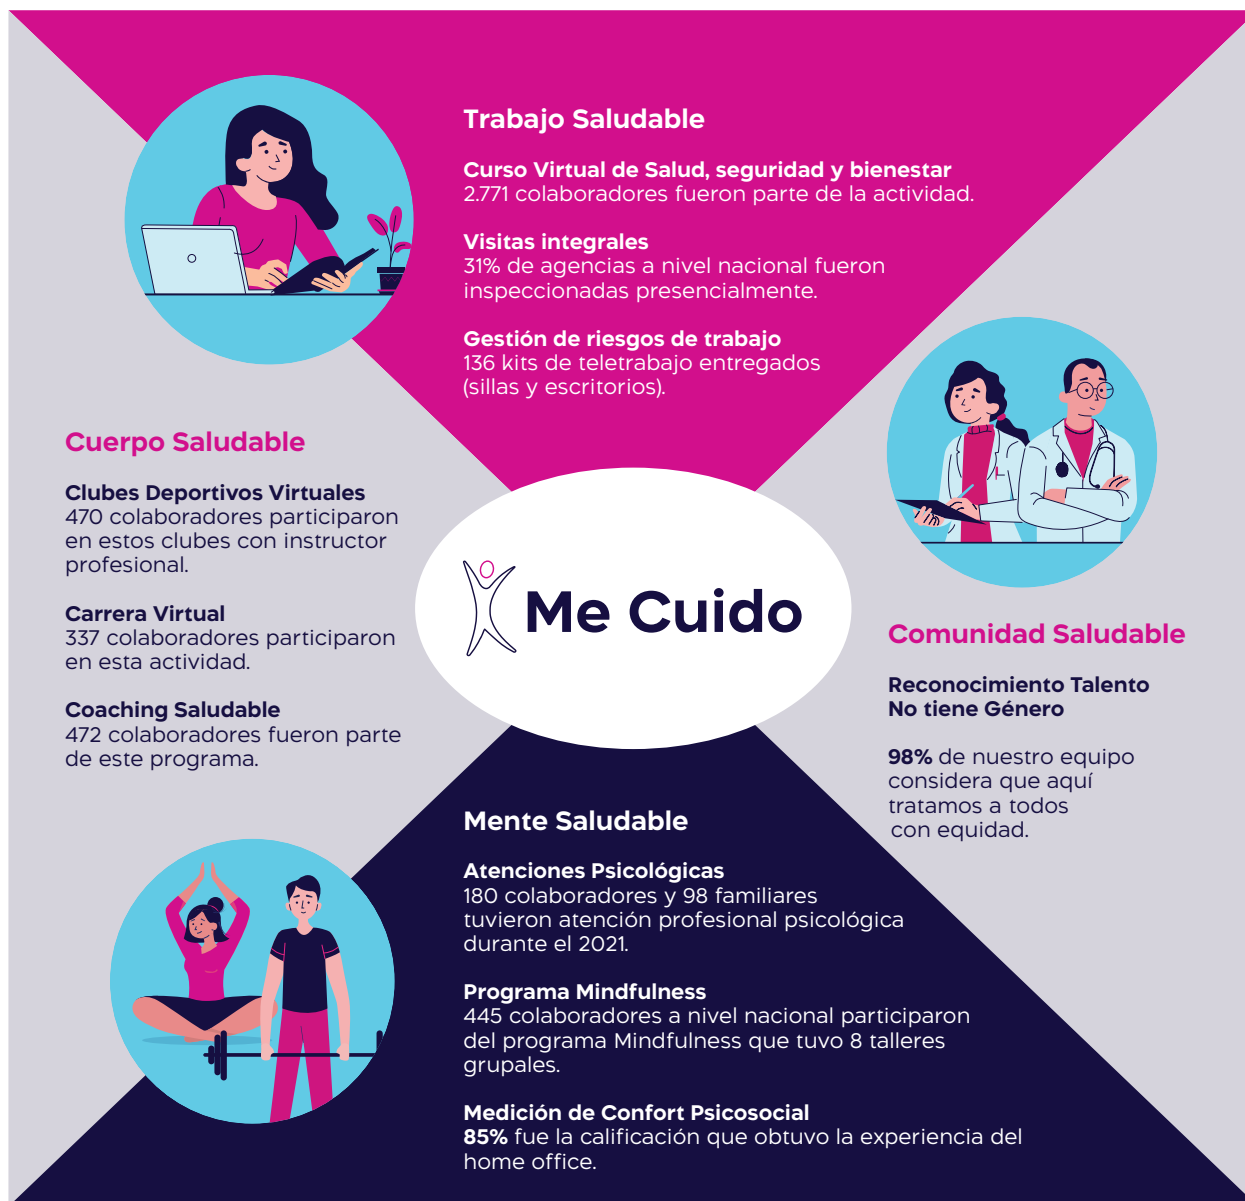 Trabajo Saludable
Curso Virtual de Salud, seguridad y bienestar
2.771 colaboradores fueron parte de la actividad.
Visitas integrales
31% de agencias a nivel nacional fueron
inspeccionadas presencialmente.
Gestión de riesgos de trabajo
136 kits de teletrabajo entregados
(sillas y escritorios).
Cuerpo Saludable
Clubes Deportivos Virtuales
470 colaboradores participaron
en estos clubes con instructor
profesional.
Carrera Virtual
337 colaboradores participaron
en esta actividad.
Coaching Saludable
472 colaboradores fueron parte
de este programa.
Me Cuido
Comunidad Saludable
Reconocimiento Talento
No tiene Género
98% de nuestro equipo
considera que aquí
tratamos a todos
con equidad.
Mente Saludable
Atenciones Psicológicas
180 colaboradores y 98 familiares
tuvieron atención profesional psicológica
durante el 2021.
Programa Mindfulness
445 colaboradores a nivel nacional participaron
del programa Mindfulness que tuvo 8 talleres
grupales.
Medición de Confort Psicosocial
85% fue la calificación que obtuvo la experiencia del
home office.